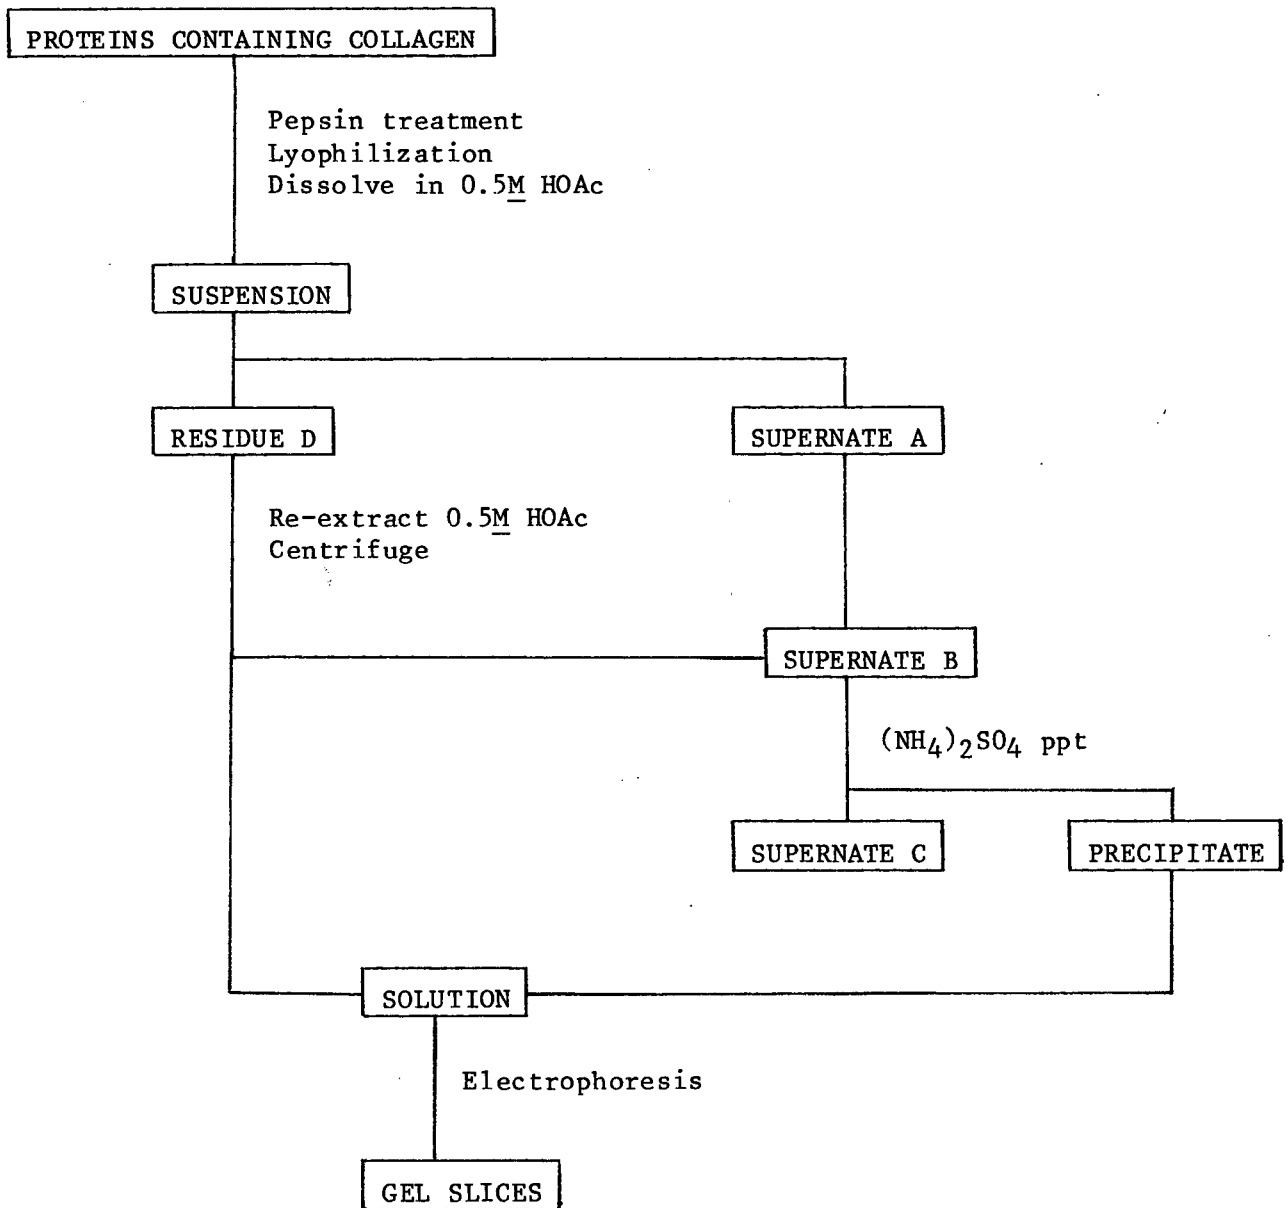 PROTEINS CONTAINING COLLAGEN
Pepsin treatment
Lyophilization
Dissolve in 0.5M HOAc
SUSPENSION
RESIDUE D
SUPERNATE A
Re-extract 0.5M HOAc
Centrifuge
SUPERNATE B
(NH4)2SO4 ppt
SUPERNATE C
PRECIPITATE
SOLUTION
Electrophoresis
GEL SLICES